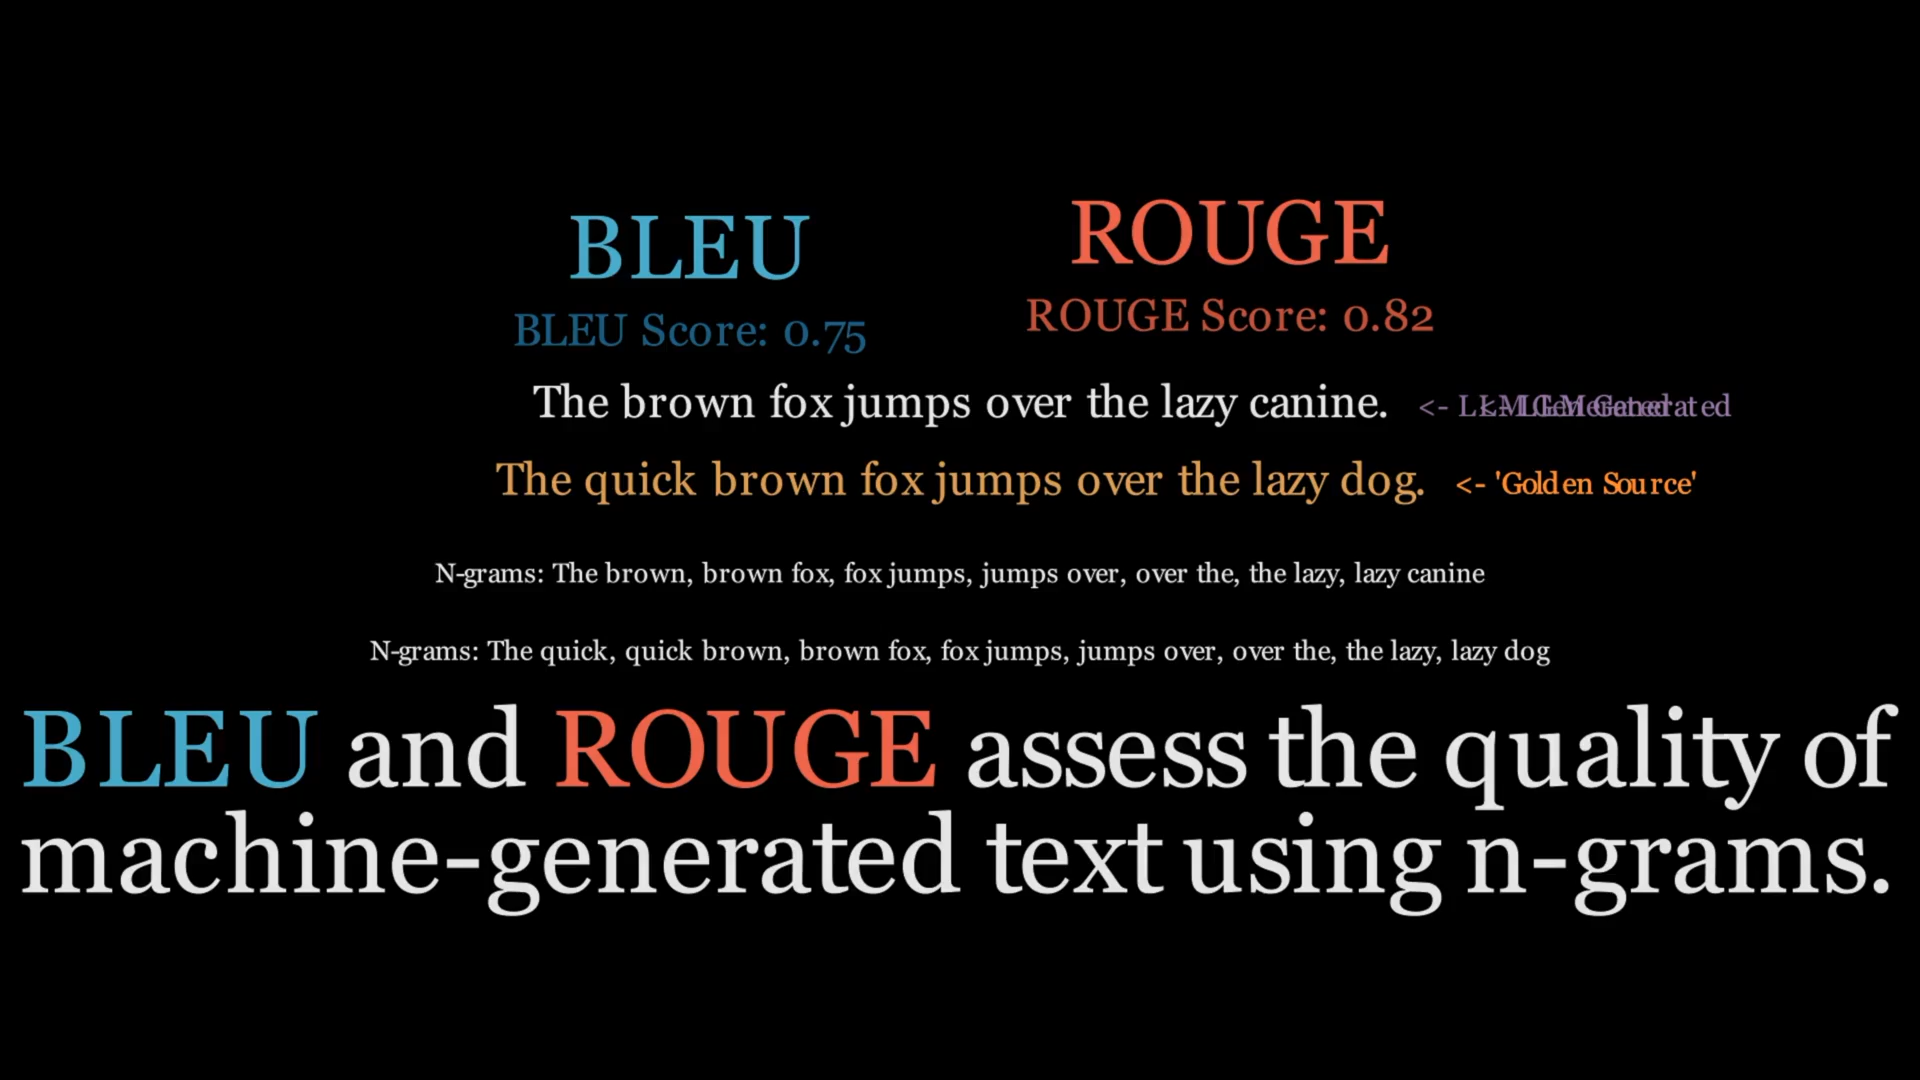 BLEU
ROUGE
BLEU Score: 0.75
ROUGE Score: 0.82
The brown fox jumps over the lazy canine. <- LLM Generated
The quick brown fox jumps over the lazy dog. <- 'Golden Source'
N-grams: The brown, brown fox, fox jumps, jumps over, over the, the lazy, lazy canine
N-grams: The quick, quick brown, brown fox, fox jumps, jumps over, over the, the lazy, lazy dog
BLEU and ROUGE assess the quality of
machine-generated text using n-grams.